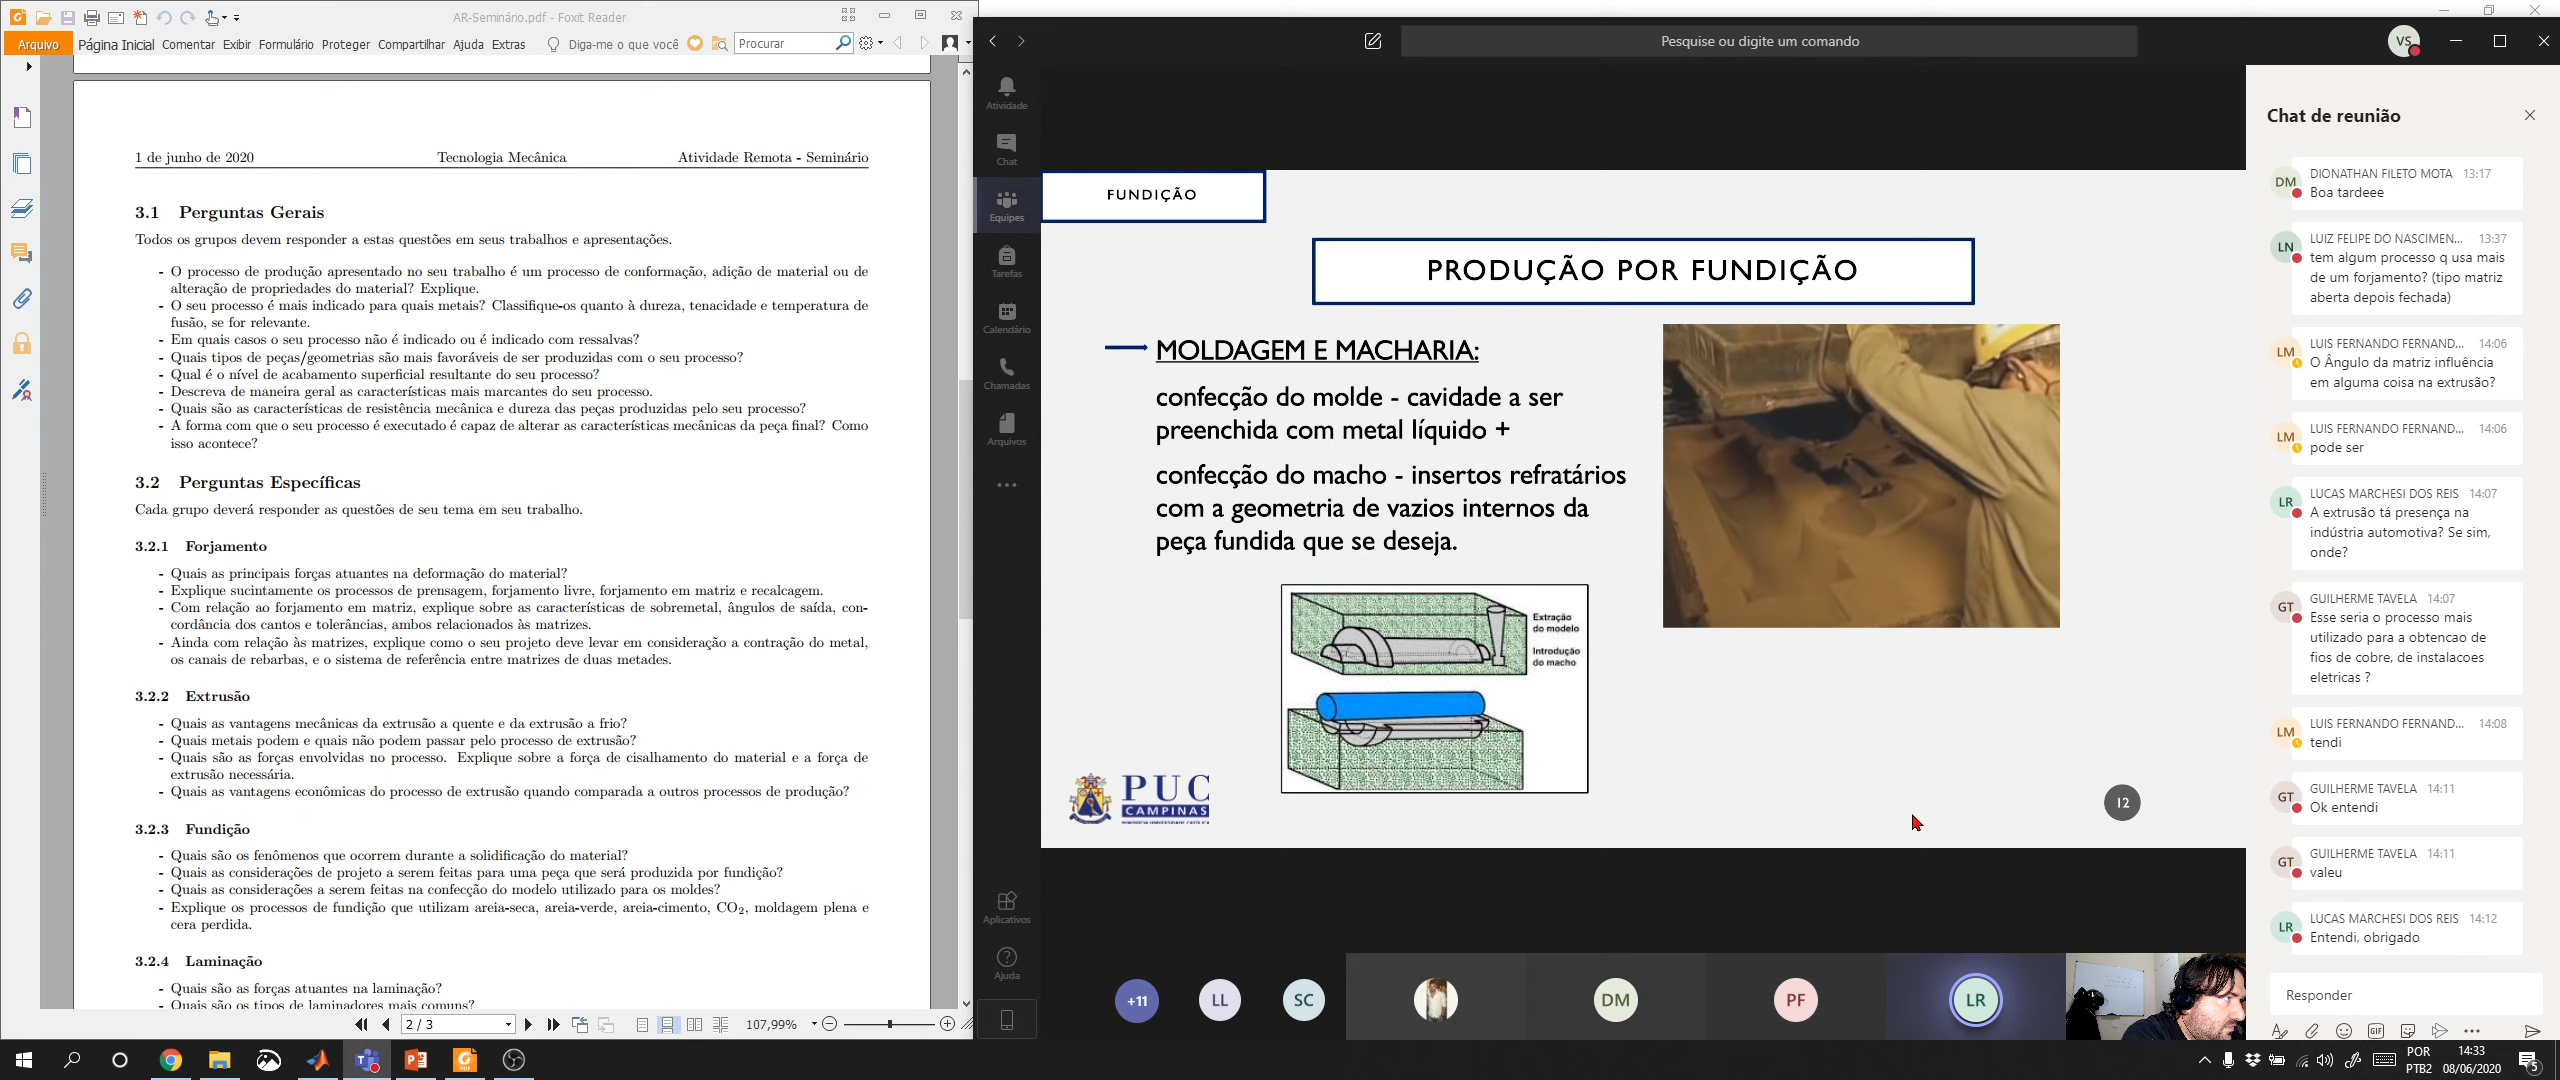 AR-Seminário.pdf - Foxit Reader
Arquivo Página Inicial Comentar Exibir Formulário Proteger Compartilhar Ajuda Extras Diga-me o que você Procurar
1 de junho de 2020 Tecnologia Mecânica Atividade Remota - Seminário
3.1 Perguntas Gerais
Todos os grupos devem responder a estas questões em seus trabalhos e apresentações.
- O processo de produção apresentado no seu trabalho é um processo de conformação, adição de material ou de
alteração de propriedades do material? Explique.
- O seu processo é mais indicado para quais metais? Classifique-os quanto à dureza, tenacidade e temperatura de
fusão, se for relevante.
- Em quais casos o seu processo não é indicado ou é indicado com ressalvas?
- Quais tipos de peças/geometrias são mais favoráveis de ser produzidas com o seu processo?
- Qual é o nível de acabamento superficial resultante do seu processo?
- Descreva de maneira geral as características mais marcantes do seu processo.
- Quais são as características de resistência mecânica e dureza das peças produzidas pelo seu processo?
- A forma com que o seu processo é executado é capaz de alterar as características mecânicas da peça final? Como
isso acontece?
3.2 Perguntas Específicas
Cada grupo deverá responder as questões de seu tema em seu trabalho.
3.2.1 Forjamento
- Quais as principais forças atuantes na deformação do material?
- Explique sucintamente os processos de prensagem, forjamento livre, forjamento em matriz e recalcagem.
- Com relação ao forjamento em matriz, explique sobre as características de sobremetal, ângulos de saída, con-
cordância dos cantos e tolerâncias, ambos relacionados às matrizes.
- Ainda com relação às matrizes, explique como o seu projeto deve levar em consideração a contração do metal,
os canais de rebarbas, e o sistema de referência entre matrizes de duas metades.
3.2.2 Extrusão
- Quais as vantagens mecânicas da extrusão a quente e da extrusão a frio?
- Quais metais podem e quais não podem passar pelo processo de extrusão?
- Quais são as forças envolvidas no processo. Explique sobre a força de cisalhamento do material e a força de
extrusão necessária.
- Quais as vantagens econômicas do processo de extrusão quando comparada a outros processos de produção?
3.2.3 Fundição
- Quais são os fenômenos que ocorrem durante a solidificação do material?
- Quais as considerações de projeto a serem feitas para uma peça que será produzida por fundição?
- Quais as considerações a serem feitas na confecção do modelo utilizado para os moldes?
- Explique os processos de fundição que utilizam areia-seca, areia-verde, areia-cimento, CO2, moldagem plena e
cera perdida.
3.2.4 Laminação
- Quais são as forças atuantes na laminação?
- Quais são os tipos de laminadores mais comuns?
2 / 3 107,99%
Pesquise ou digite um comando
VS
Atividade
Chat
Equipes
Tarefas
Calendário
Chamadas
Arquivos
Aplicativos
Ajuda
FUNDIÇÃO
PRODUÇÃO POR FUNDIÇÃO
MOLDAGEM E MACHARIA:
confecção do molde - cavidade a ser
preenchida com metal líquido +
confecção do macho - insertos refratários
com a geometria de vazios internos da
peça fundida que se deseja.
Extração
do modelo
Introdução
do macho
PUC
CAMPINAS
12
+11 LL SC DM PF LR
Chat de reunião
DM DIONATHAN FILETO MOTA 13:17
Boa tardeee
LN LUIZ FELIPE DO NASCIMEN... 13:37
tem algum processo q usa mais
de um forjamento? (tipo matriz
aberta depois fechada)
LM LUIS FERNANDO FERNAND... 14:06
O Ângulo da matriz influência
em alguma coisa na extrusão?
LM LUIS FERNANDO FERNAND... 14:06
pode ser
LR LUCAS MARCHESI DOS REIS 14:07
A extrusão tá presença na
indústria automotiva? Se sim,
onde?
GT GUILHERME TAVELA 14:07
Esse seria o processo mais
utilizado para a obtencao de
fios de cobre, de instalacoes
eletricas ?
LM LUIS FERNANDO FERNAND... 14:08
tendi
GT GUILHERME TAVELA 14:11
Ok entendi
GT GUILHERME TAVELA 14:11
valeu
LR LUCAS MARCHESI DOS REIS 14:12
Entendi, obrigado
Responder
GIF
POR 14:33
PTB2 08/06/2020 5